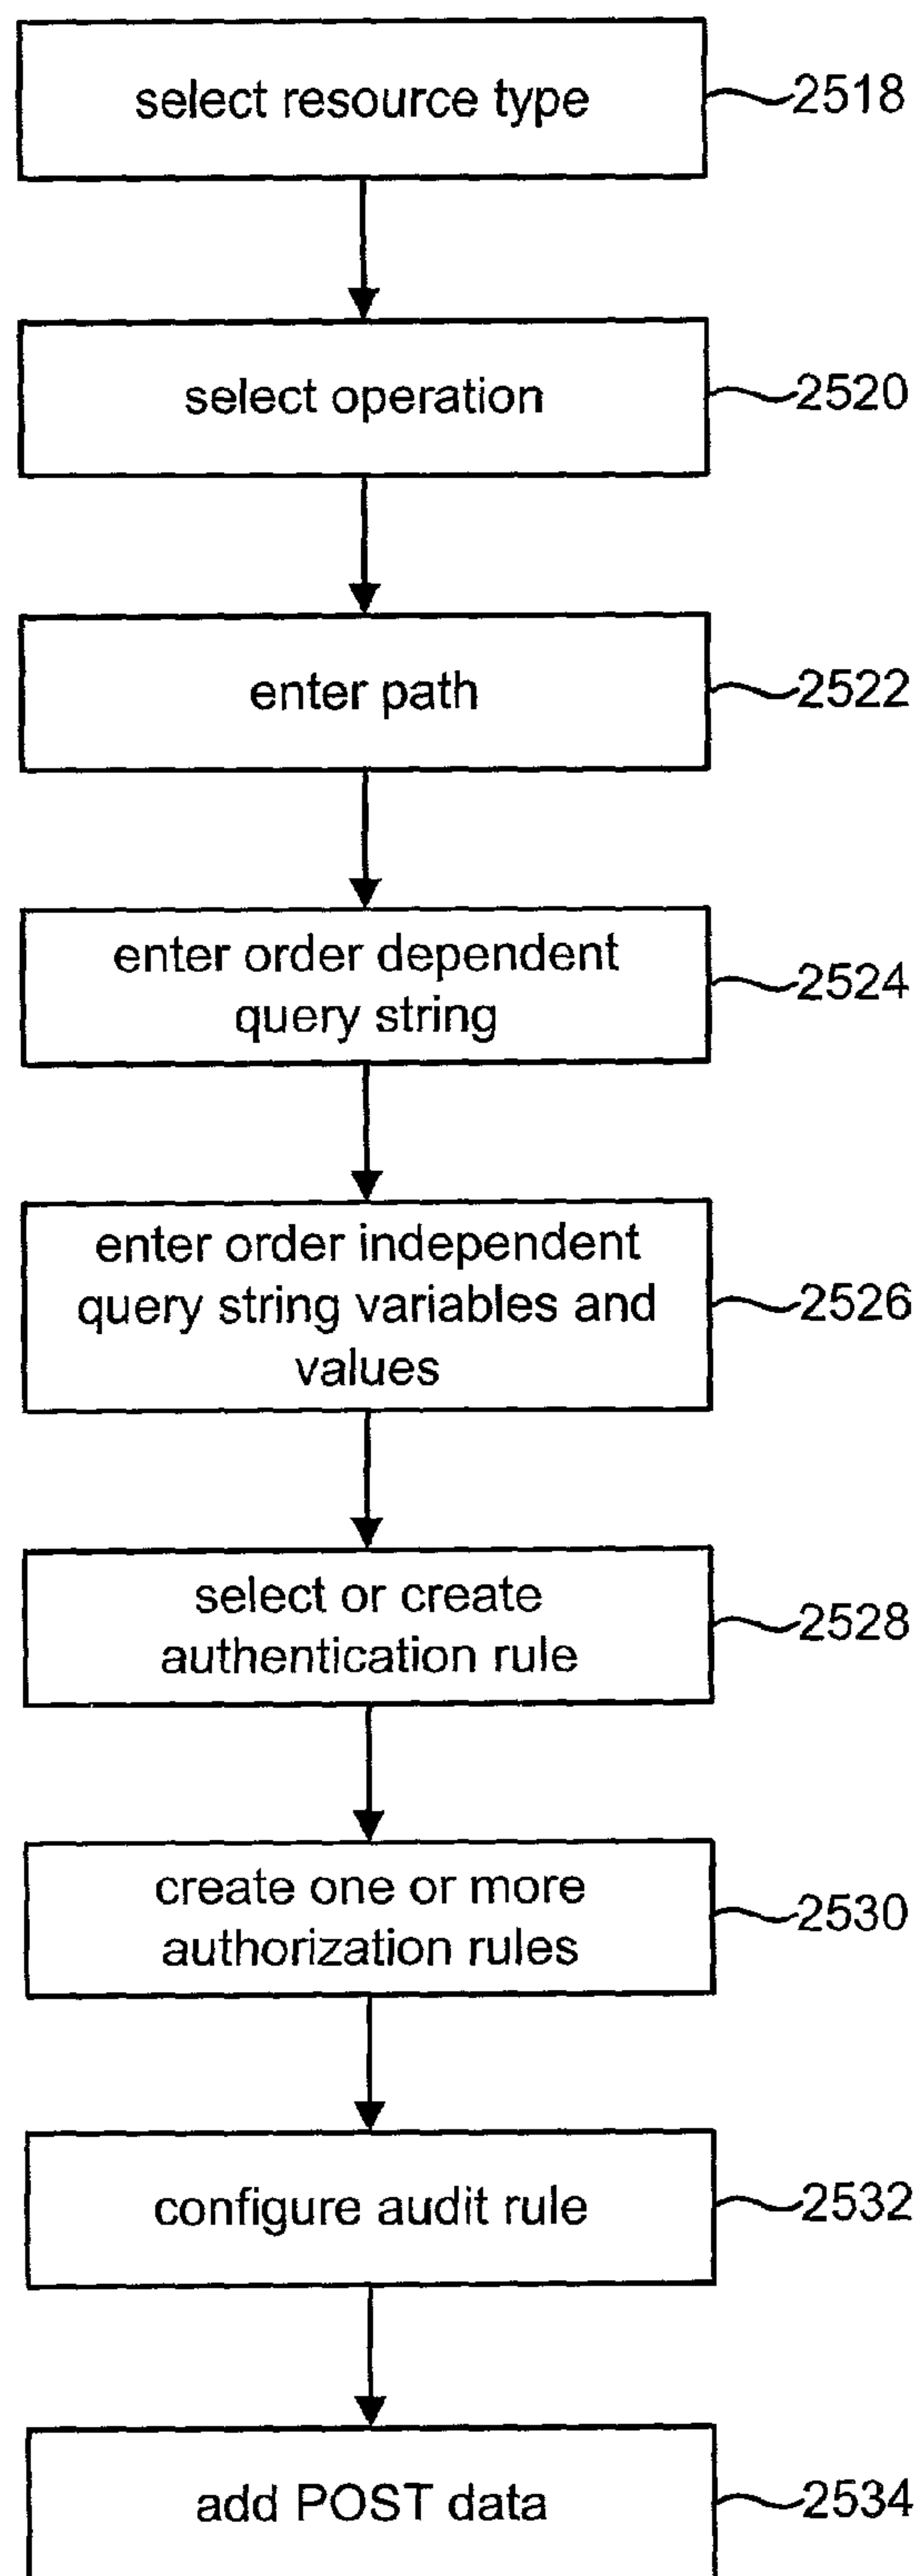 select resource type
2518
select operation
2520
enter path
2522
enter order dependent
query string
2524
enter order independent
query string variables and
values
2526
select or create
authentication rule
2528
create one or more
authorization rules
2530
configure audit rule
2532
add POST data
2534